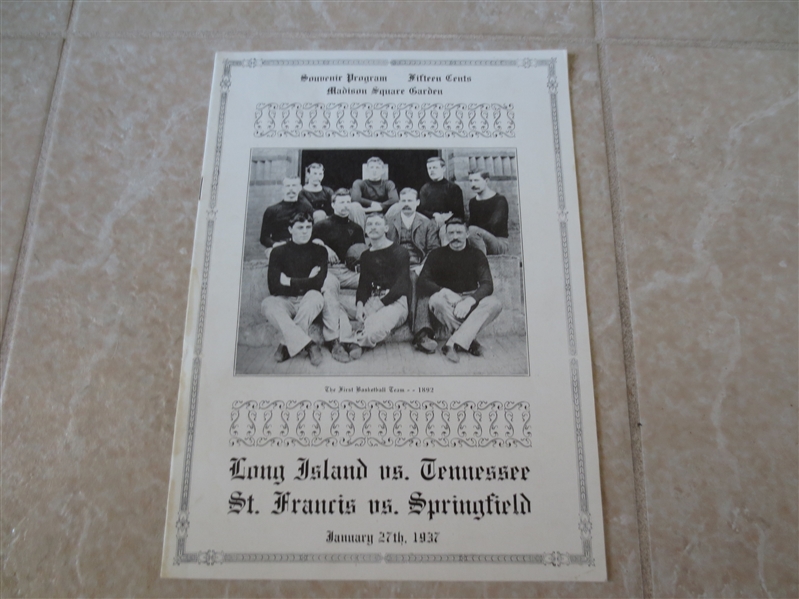 Souvenir Program Fifteen Cents
Madison Square Garden
The First Basketball Team - - 1892
Long Island vs. Tennessee
St. Francis vs. Springfield
January 27th, 1937